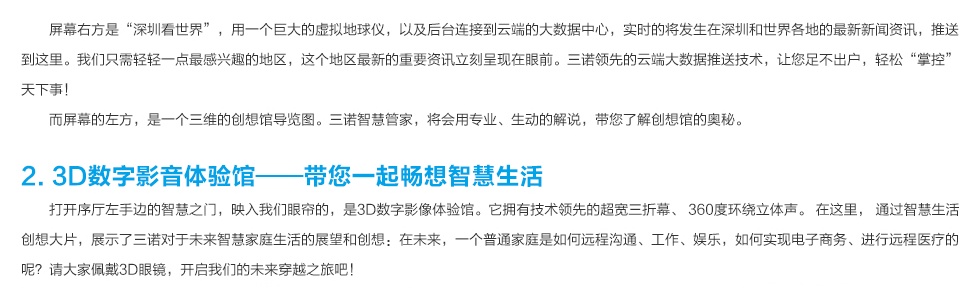 屏幕右方是“深圳看世界”，用一个巨大的虚拟地球仪，以及后台连接到云端的大数据中心，实时的将发生在深圳和世界各地的最新新闻资讯，推送
到这里。我们只需轻轻一点最感兴趣的地区，这个地区最新的重要资讯立刻呈现在眼前。三诺领先的云端大数据推送技术，让您足不出户，轻松“掌控”
天下事！
而屏幕的左方，是一个三维的创想馆导览图。三诺智慧管家，将会用专业、生动的解说，带您了解创想馆的奥秘。
2. 3D数字影音体验馆——带您一起畅想智慧生活
打开序厅左手边的智慧之门，映入我们眼帘的，是3D数字影像体验馆。它拥有技术领先的超宽三折幕、 360度环绕立体声。 在这里， 通过智慧生活
创想大片，展示了三诺对于未来智慧家庭生活的展望和创想：在未来，一个普通家庭是如何远程沟通、工作、娱乐，如何实现电子商务、进行远程医疗的
呢？请大家佩戴3D眼镜，开启我们的未来穿越之旅吧！